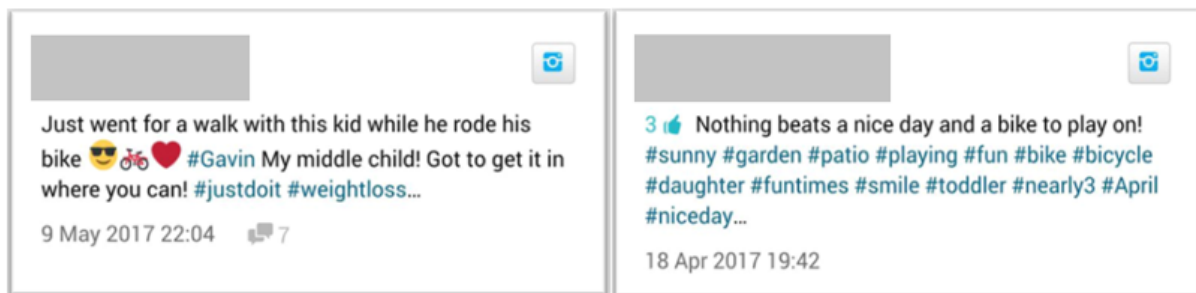 Just went for a walk with this kid while he rode his
bike 😎🚲❤️ #Gavin My middle child! Got to get it in
where you can! #justdoit #weightloss...
9 May 2017 22:04 7
3 Nothing beats a nice day and a bike to play on!
#sunny #garden #patio #playing #fun #bike #bicycle
#daughter #funtimes #smile #toddler #nearly3 #April
#niceday...
18 Apr 2017 19:42